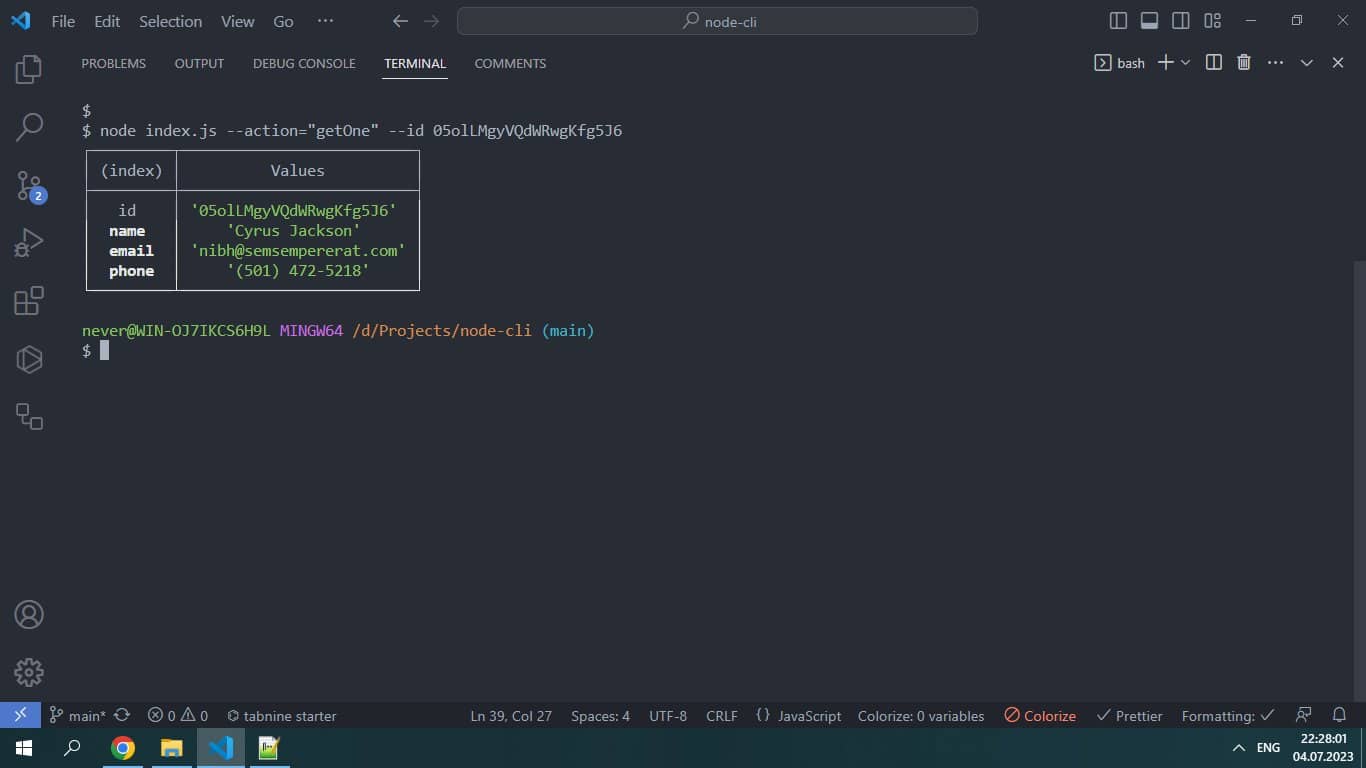 File Edit Selection View Go ··· node-cli
PROBLEMS OUTPUT DEBUG CONSOLE TERMINAL COMMENTS bash
$
$ node index.js --action="getOne" --id 05olLMgyVQdWRwgKfg5J6
(index) Values
id '05olLMgyVQdWRwgKfg5J6'
name 'Cyrus Jackson'
email 'nibh@semsempererat.com'
phone '(501) 472-5218'
2
never@WIN-OJ7IKCS6H9L MINGW64 /d/Projects/node-cli (main)
$
main* 0 0 tabnine starter Ln 39, Col 27 Spaces: 4 UTF-8 CRLF {} JavaScript Colorize: 0 variables Colorize Prettier Formatting: ✓
ENG 22:28:01
04.07.2023